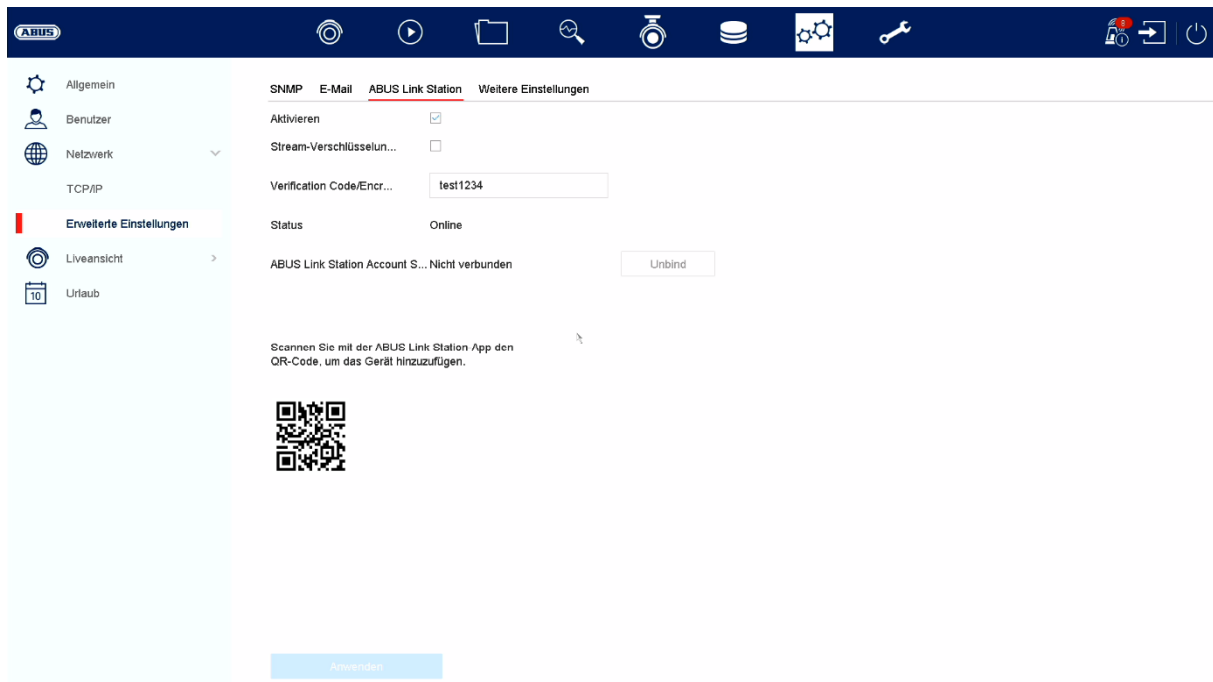 ABUS
8
Allgemein
Benutzer
Netzwerk
TCP/IP
Erweiterte Einstellungen
Liveansicht
10
Urlaub
SNMP E-Mail ABUS Link Station Weitere Einstellungen
Aktivieren
Stream-Verschlüsselun...
Verification Code/Encr... test1234
Status Online
ABUS Link Station Account S... Nicht verbunden Unbind
Scannen Sie mit der ABUS Link Station-App den
QR-Code, um das Gerät hinzuzufügen.
Anwenden